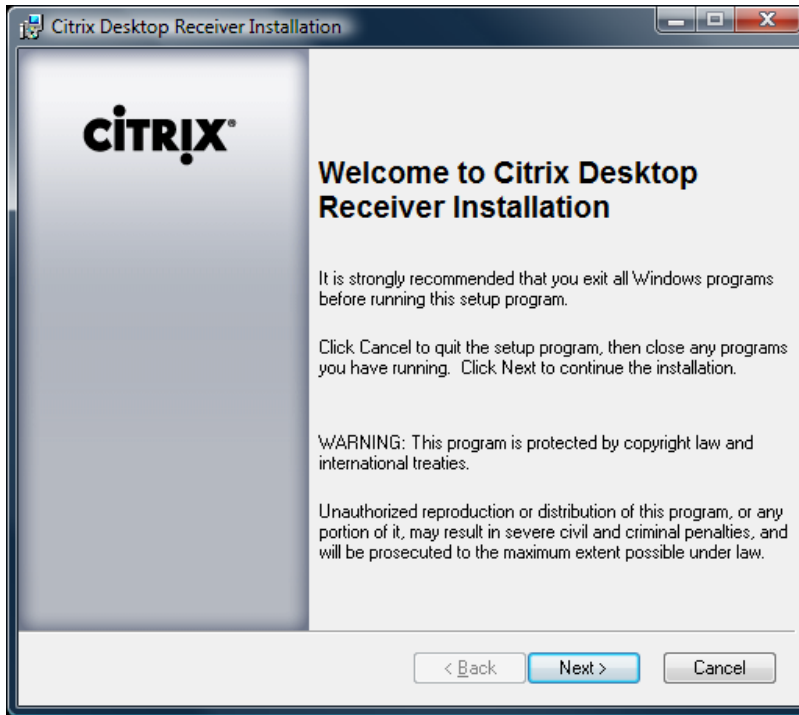 Citrix Desktop Receiver Installation
CİTRỊX®
Welcome to Citrix Desktop
Receiver Installation
It is strongly recommended that you exit all Windows programs
before running this setup program.
Click Cancel to quit the setup program, then close any programs
you have running.  Click Next to continue the installation.
WARNING: This program is protected by copyright law and
international treaties.
Unauthorized reproduction or distribution of this program, or any
portion of it, may result in severe civil and criminal penalties, and
will be prosecuted to the maximum extent possible under law.
< Back Next > Cancel